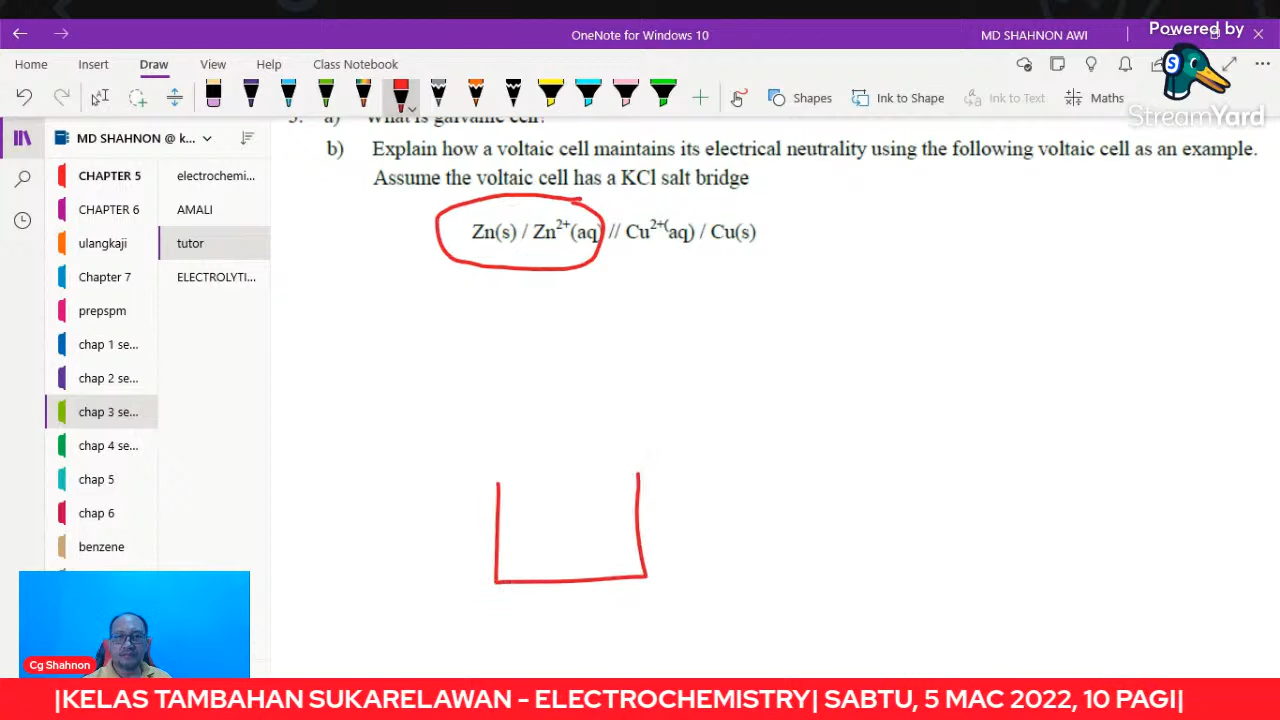 OneNote for Windows 10
MD SHAHNON AWI
Powered by
Home
Insert
Draw
View
Help
Class Notebook
Shapes
Ink to Shape
Ink to Text
Maths
StreamYard
MD SHAHNON @ k...
CHAPTER 5
CHAPTER 6
ulangkaji
Chapter 7
prepspm
chap 1 se...
chap 2 se...
chap 3 se...
chap 4 se...
chap 5
chap 6
benzene
electrochemi...
AMALI
tutor
ELECTROLYTI...
a) What is galvanic cell?
b) Explain how a voltaic cell maintains its electrical neutrality using the following voltaic cell as an example.
Assume the voltaic cell has a KCl salt bridge
Zn(s) / Zn2+(aq) // Cu2+(aq) / Cu(s)
Cg Shahnon
|KELAS TAMBAHAN SUKARELAWAN - ELECTROCHEMISTRY| SABTU, 5 MAC 2022, 10 PAGI|